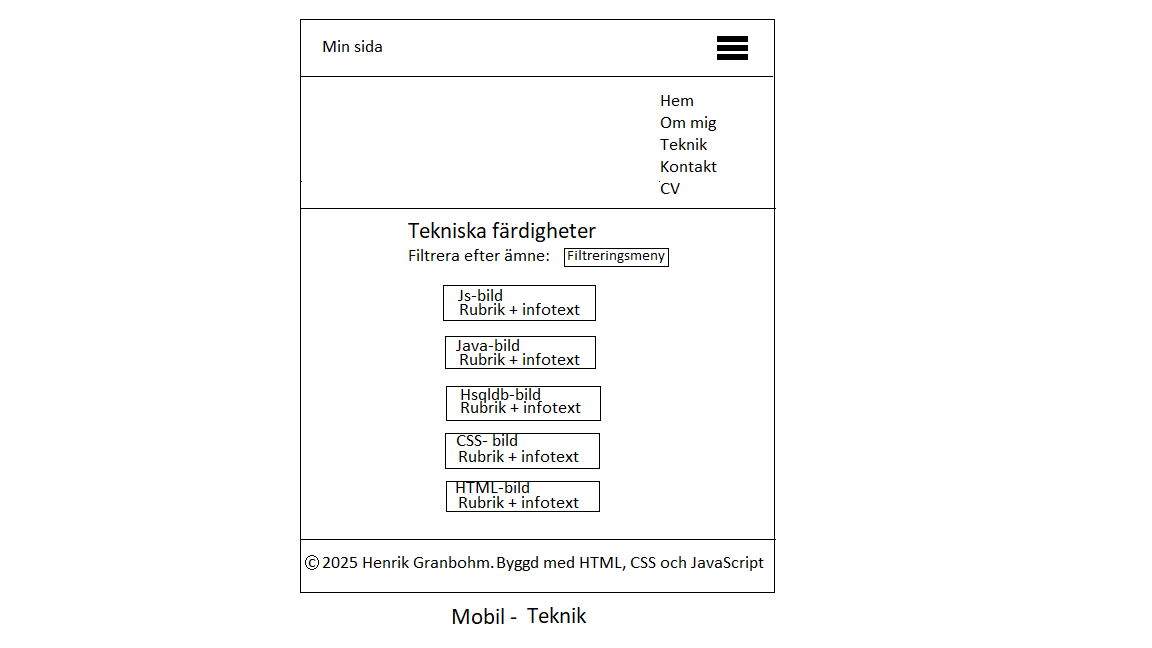 Min sida
Hem
Om mig
Teknik
Kontakt
CV
Tekniska färdigheter
Filtrera efter ämne: Filtreringsmeny
Js-bild
Rubrik + infotext
Java-bild
Rubrik + infotext
Hsqldb-bild
Rubrik + infotext
CSS- bild
Rubrik + infotext
HTML-bild
Rubrik + infotext
© 2025 Henrik Granbohm. Byggd med HTML, CSS och JavaScript
Mobil - Teknik